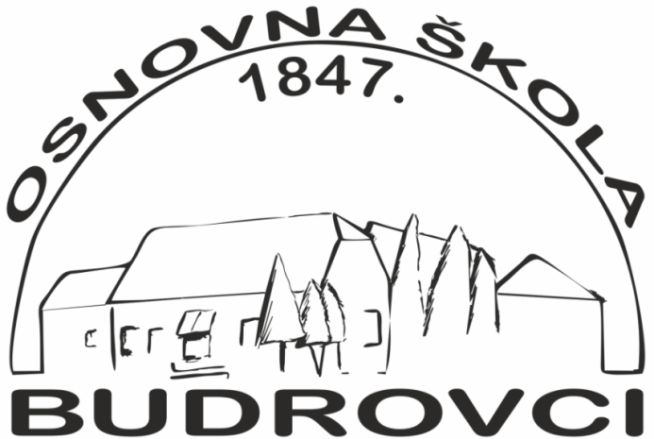 OSNOVNA ŠKOLA
1847.
BUDROVCI